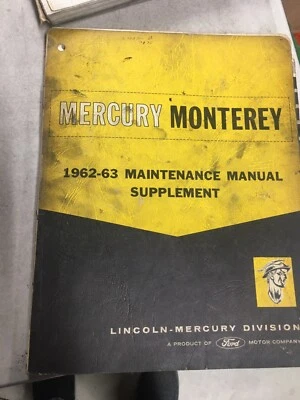 MERCURY MONTEREY
1962-63 MAINTENANCE MANUAL
SUPPLEMENT
LINCOLN-MERCURY DIVISION
A PRODUCT OF Ford MOTOR COMPANY